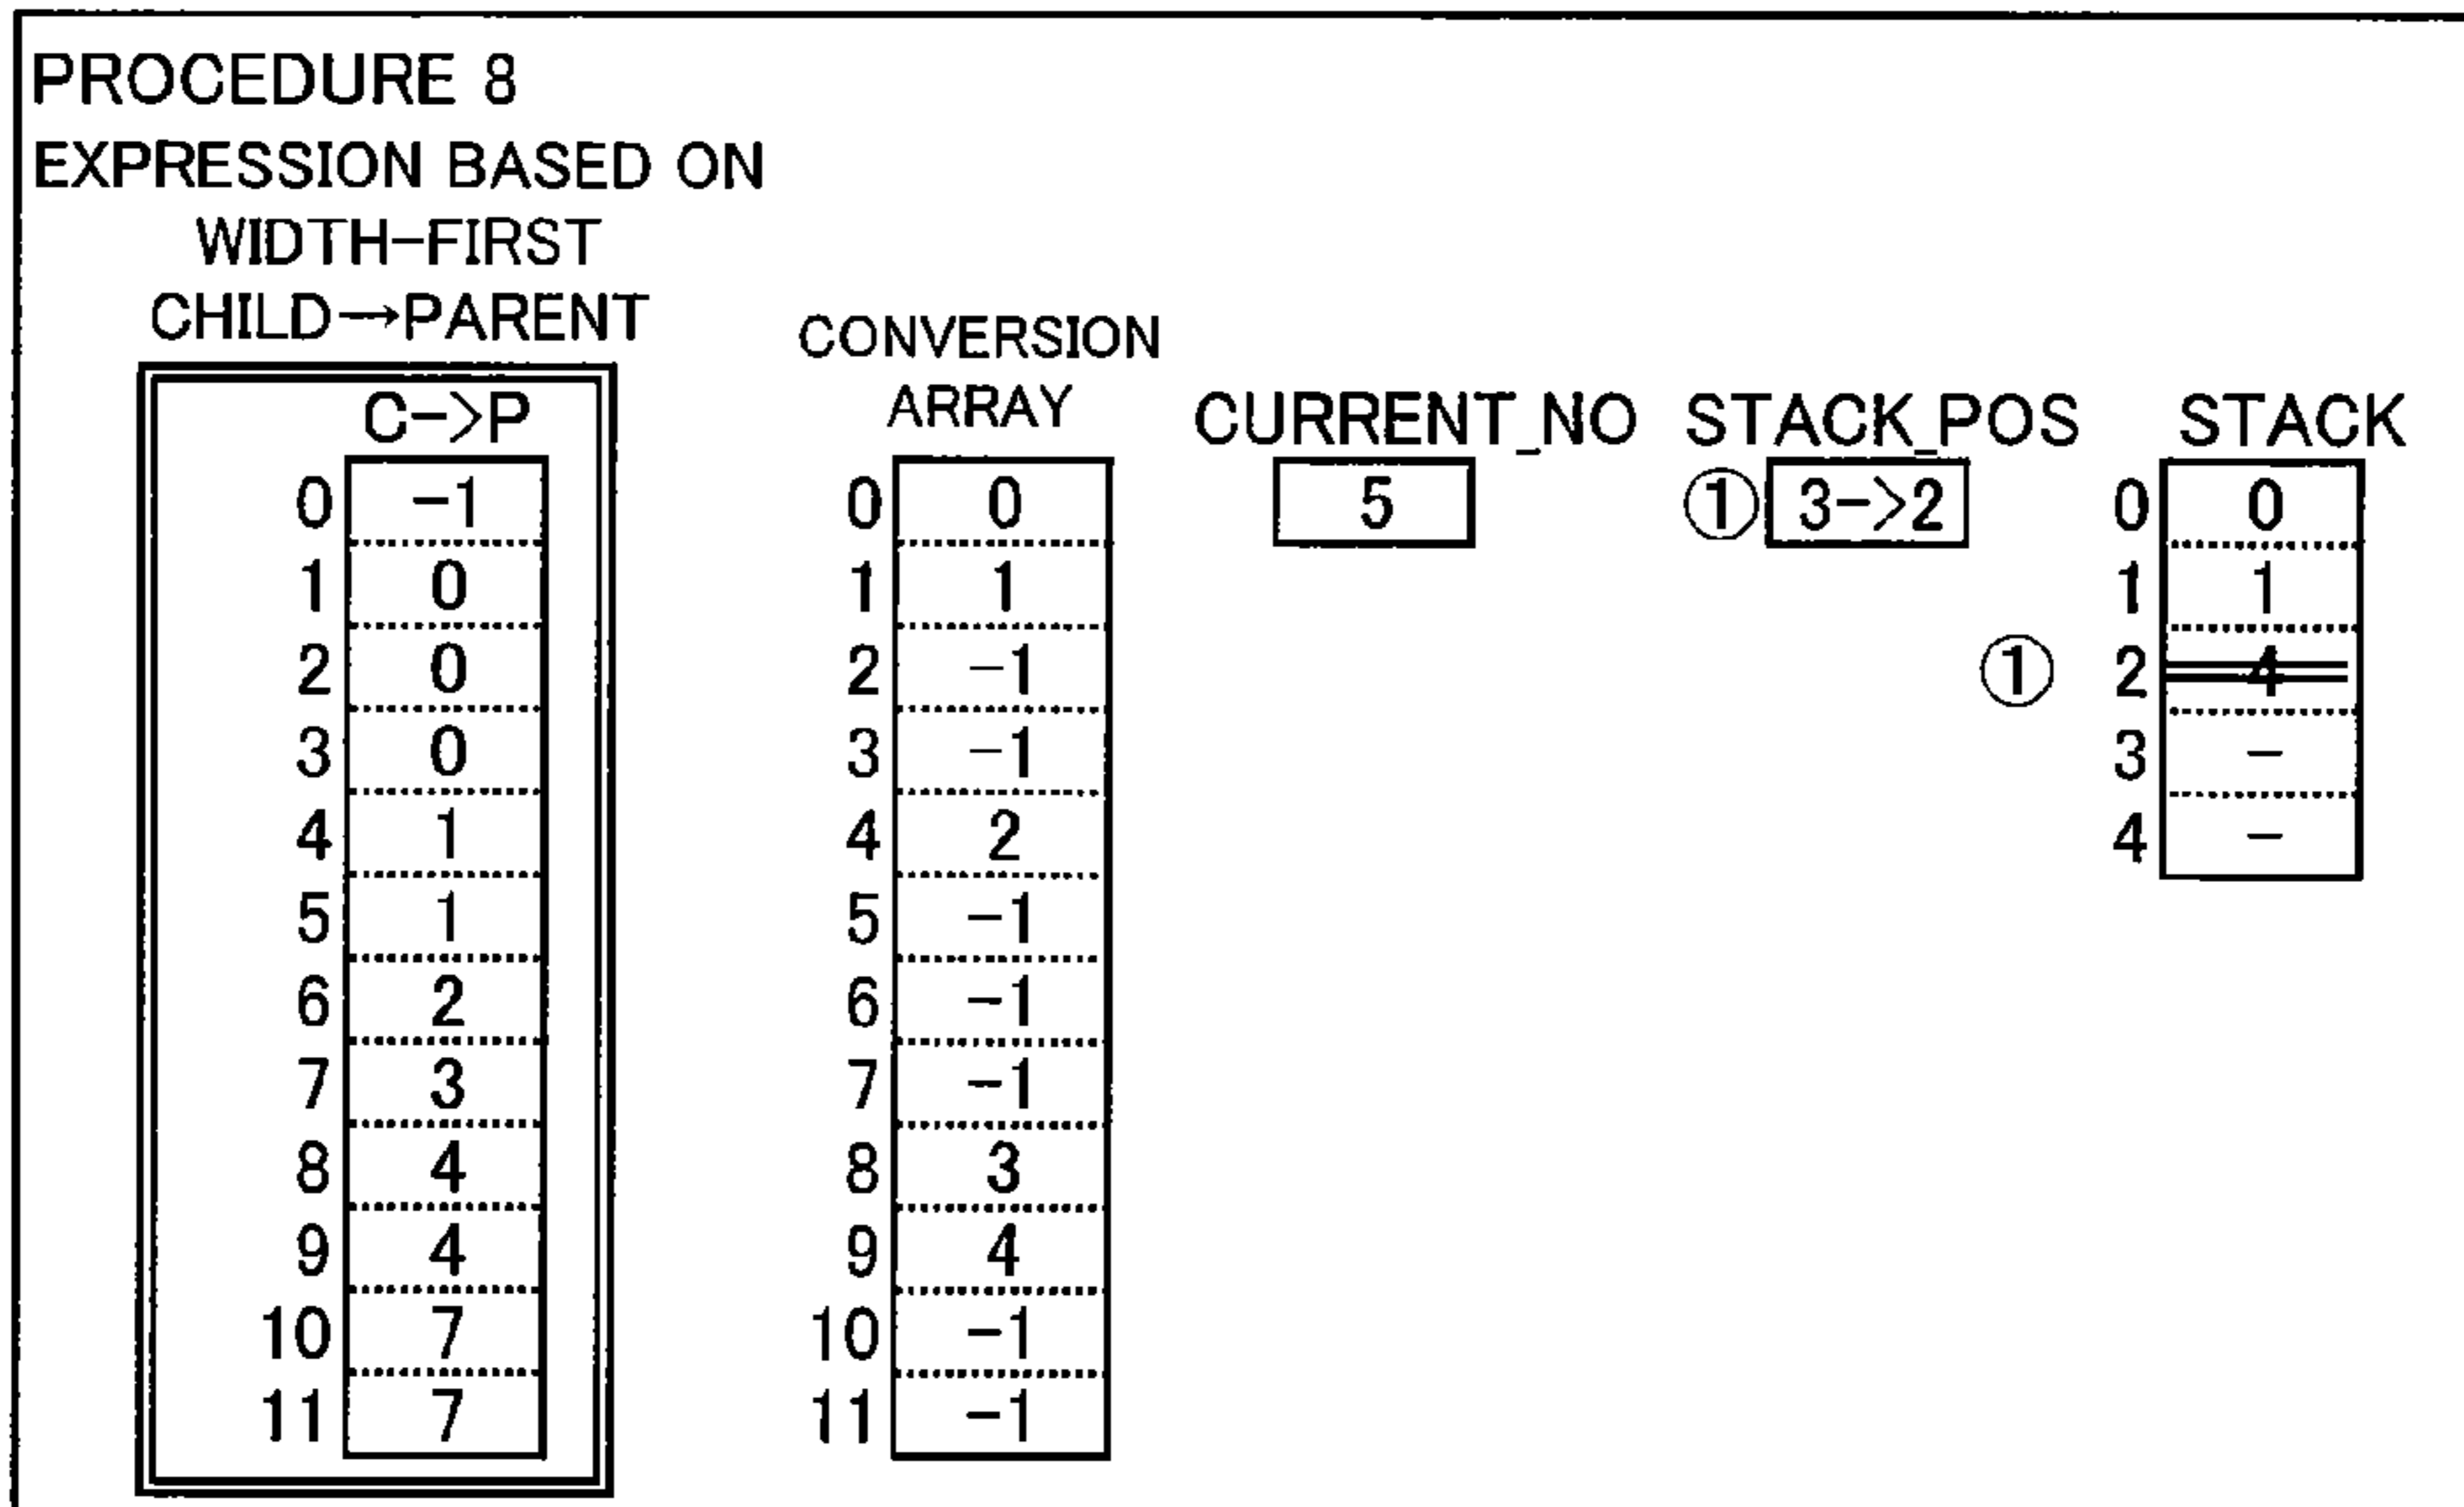 PROCEDURE 8
EXPRESSION BASED ON
WIDTH-FIRST
CHILD→PARENT
CONVERSION
ARRAY
C->P
CURRENT_NO STACK_POS STACK
0 -1 0 0 5 ① 3->2 0 0
1 0 1 1 1 1
2 0 2 -1 ① 2 4
3 0 3 -1 3 -
4 1 4 2 4 -
5 1 5 -1
6 2 6 -1
7 3 7 -1
8 4 8 3
9 4 9 4
10 7 10 -1
11 7 11 -1